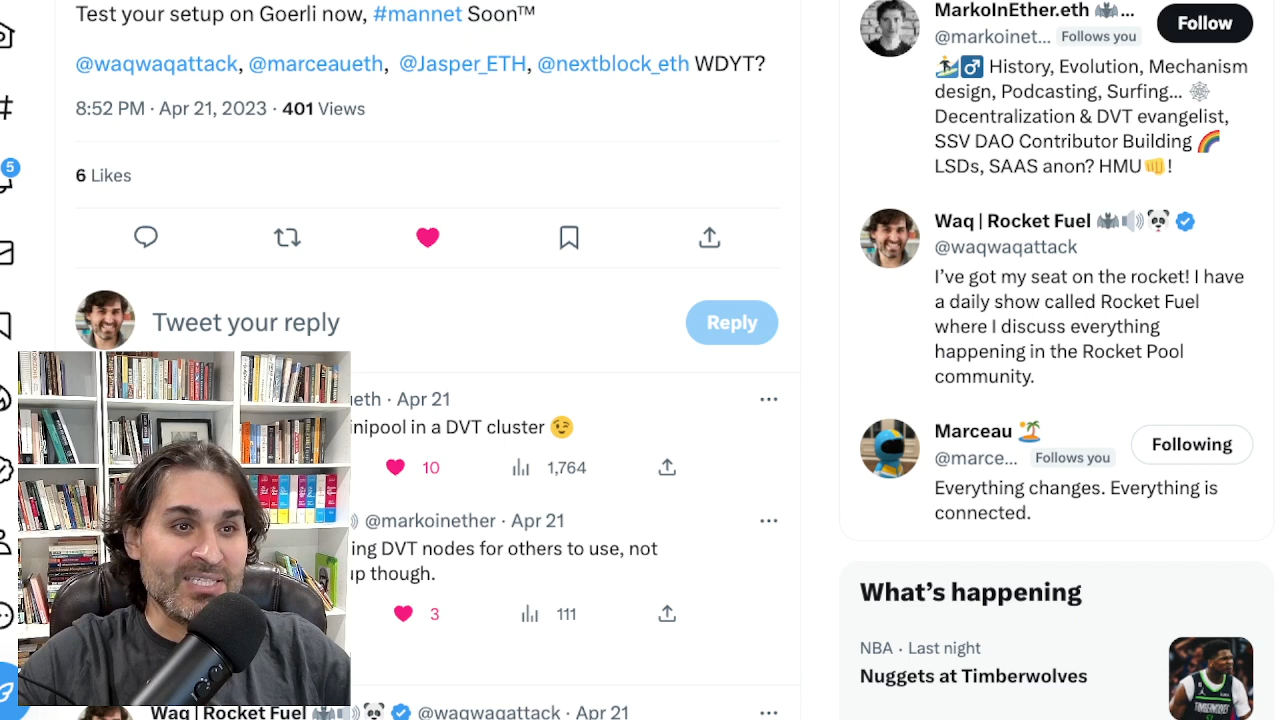 Test your setup on Goerli now, #mannet Soon™
@waqwaqattack, @marceaueth, @Jasper_ETH, @nextblock_eth WDYT?
8:52 PM · Apr 21, 2023 · 401 Views
6 Likes
Tweet your reply
Reply
· Apr 21
in a DVT cluster 😉
10
1,764
@markoinether · Apr 21
DVT nodes for others to use, not
though.
3
111
Waq | Rocket Fuel 🦇🔊🐼 @waqwaqattack · Apr 21
5
MarkoInEther.eth 🦇...
@markoinet... Follows you
Follow
🏄‍♂️ History, Evolution, Mechanism
design, Podcasting, Surfing... 🕸️
Decentralization & DVT evangelist,
SSV DAO Contributor Building 🌈
LSDs, SAAS anon? HMU👊!
Waq | Rocket Fuel 🦇🔊🐼
@waqwaqattack
I’ve got my seat on the rocket! I have
a daily show called Rocket Fuel
where I discuss everything
happening in the Rocket Pool
community.
Marceau 🏝️
@marce... Follows you
Following
Everything changes. Everything is
connected.
What’s happening
NBA · Last night
Nuggets at Timberwolves